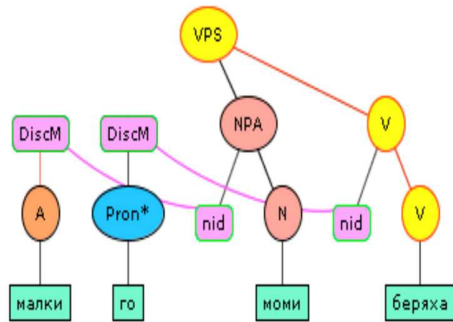 VPS
DiscM DiscM NPA V
A Pron* nid N nid V
малки го моми беряха